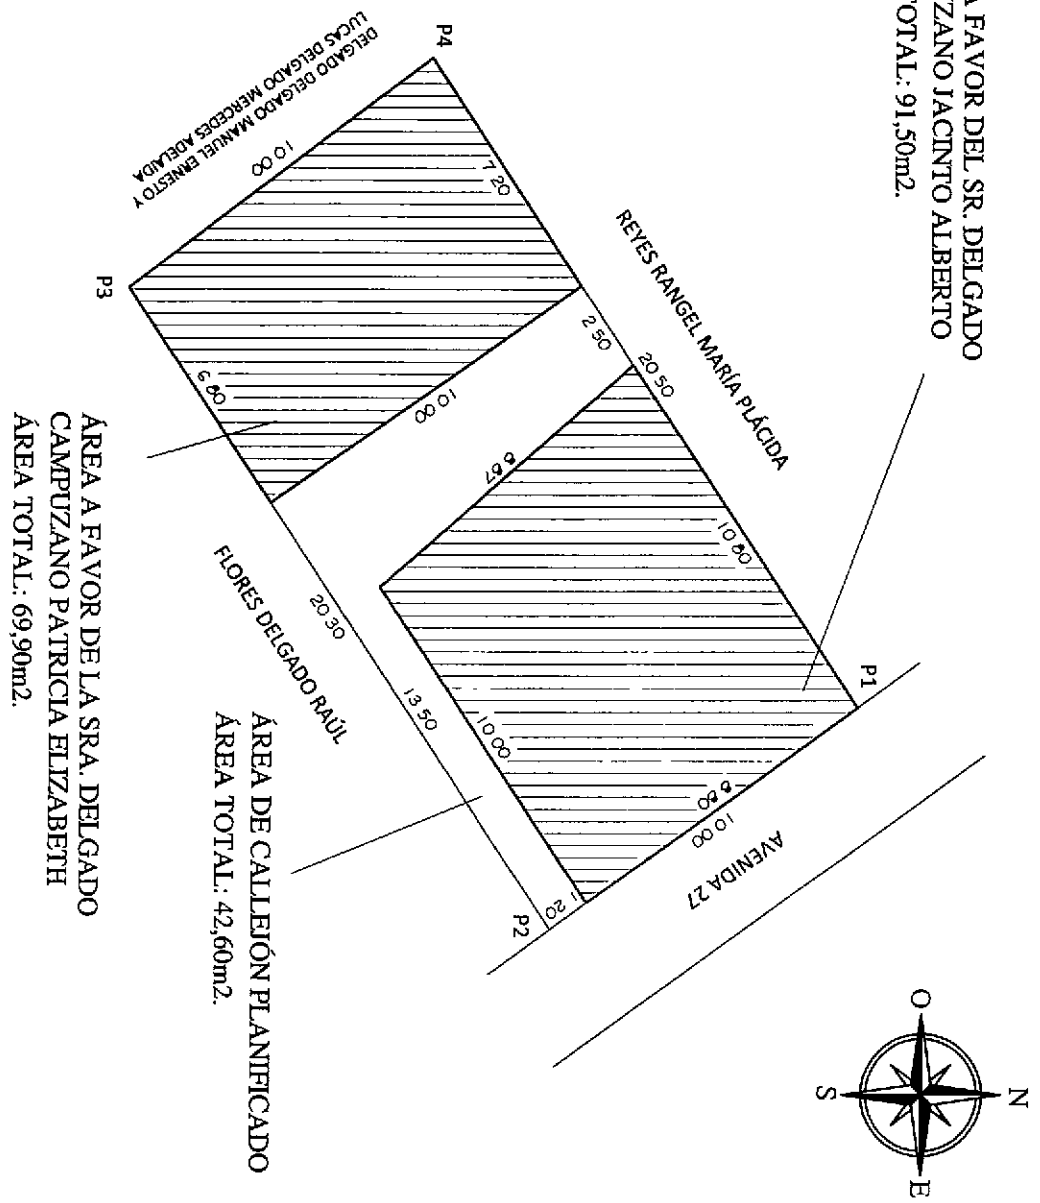 A FAVOR DEL SR. DELGADO
JACINTO ALBERTO
91,50m2.
P4
DELGADO DELGADO MANUEL ERNESTO Y
LUCAS DELGADO MERCEDES ADELAIDA
10 00
7 20
REYES RANGEL MARÍA PLÁCIDA
2 50
20 50
10 80
P1
P3
6 80
10 00
8 67
8 80
10 00
AVENIDA 27
10 00
1 20
P2
20 30
13 50
FLORES DELGADO RAÚL
ÁREA DE CALLEJÓN PLANIFICADO
ÁREA TOTAL: 42,60m2.
ÁREA A FAVOR DE LA SRA. DELGADO
CAMPUZANO PATRICIA ELIZABETH
ÁREA TOTAL: 69,90m2.
N
O
E
S